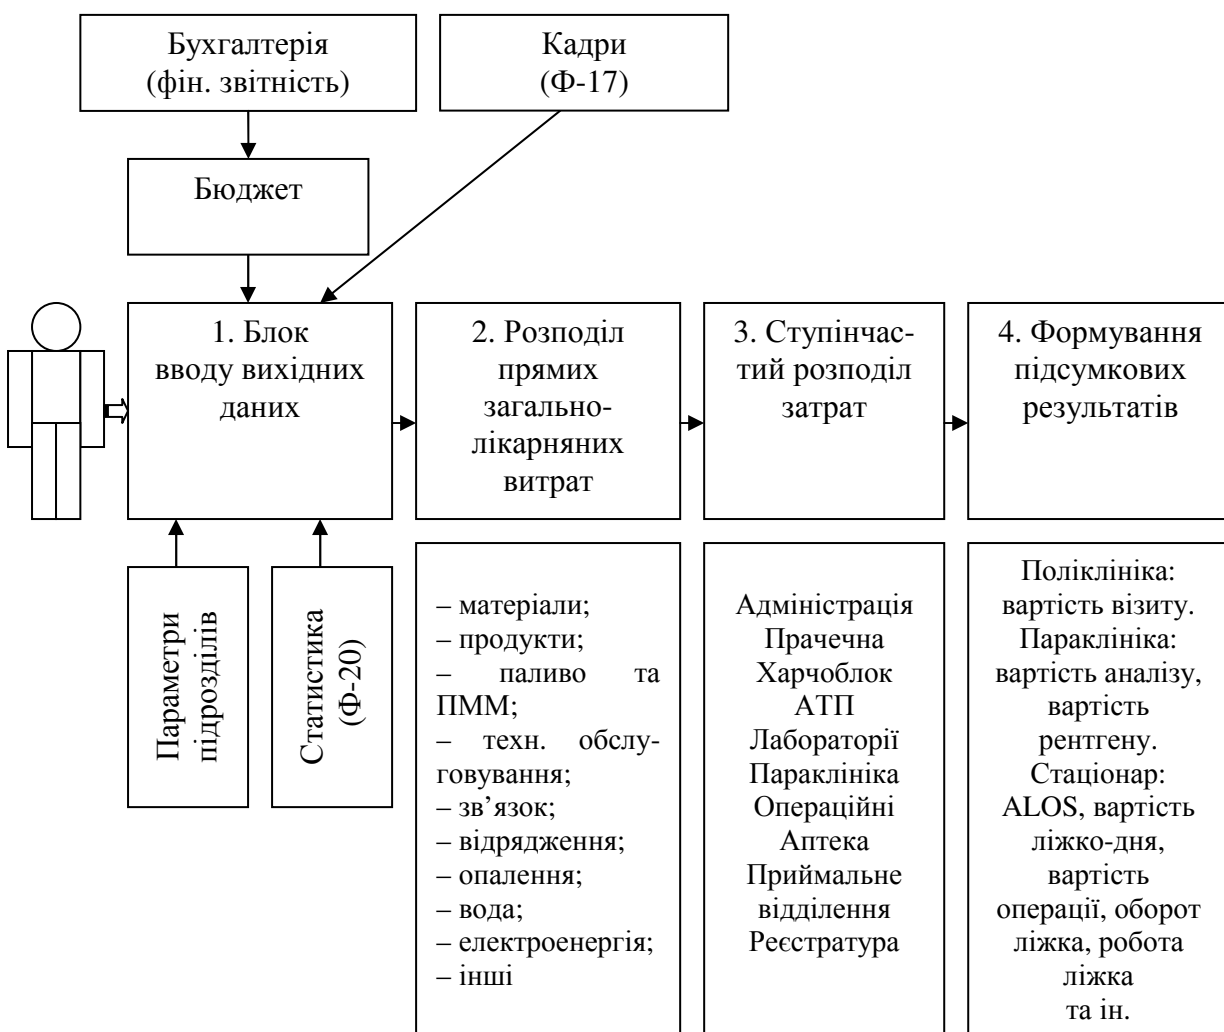 Бухгалтерія
(фін. звітність)
Кадри
(Ф-17)
Бюджет
1. Блок
вводу вихідних
даних
2. Розподіл
прямих
загально-
лікарняних
витрат
3. Ступінчас-
тий розподіл
затрат
4. Формування
підсумкових
результатів
Параметри
підрозділів
Статистика
(Ф-20)
– матеріали;
– продукти;
– паливо та
ПММ;
– техн. обслу-
говування;
– зв’язок;
– відрядження;
– опалення;
– вода;
– електроенергія;
– інші
Адміністрація
Прачечна
Харчоблок
АТП
Лабораторії
Параклініка
Операційні
Аптека
Приймальне
відділення
Реєстратура
Поліклініка:
вартість візиту.
Параклініка:
вартість аналізу,
вартість
рентгену.
Стаціонар:
ALOS, вартість
ліжко-дня,
вартість
операції, оборот
ліжка, робота
ліжка
та ін.